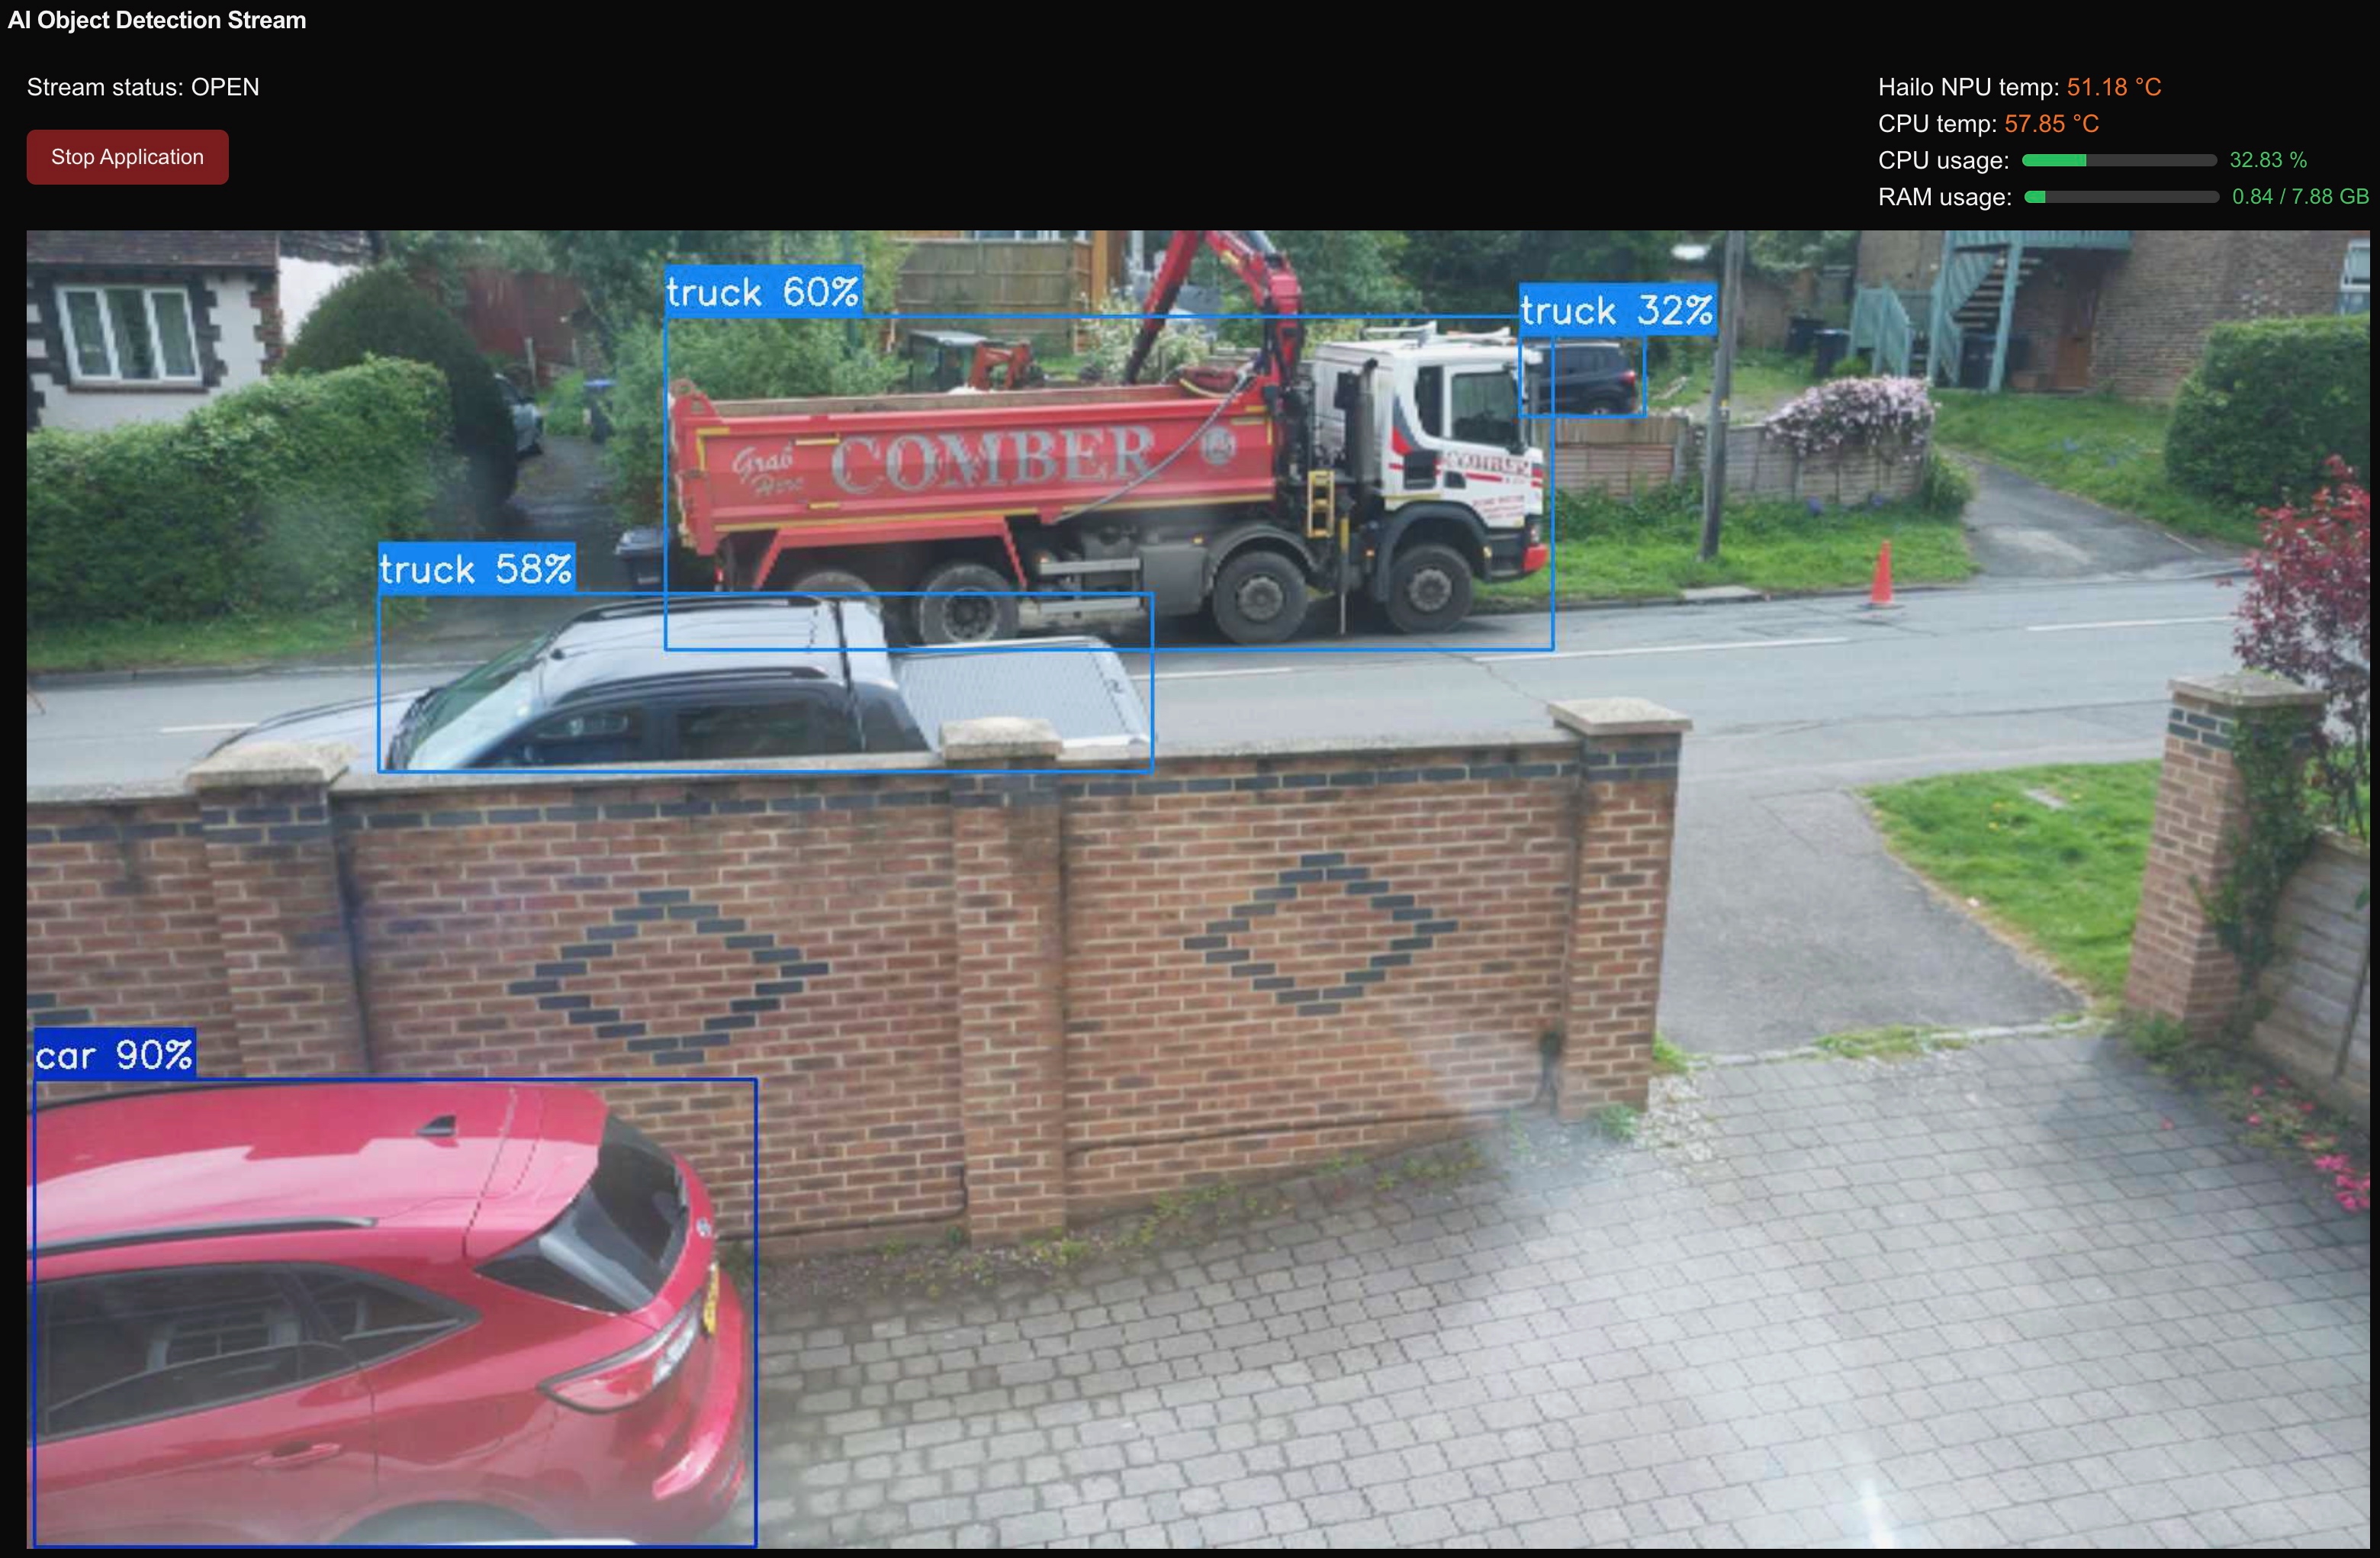 AI Object Detection Stream
Stream status: OPEN
Stop Application
Hailo NPU temp: 51.18 °C
CPU temp: 57.85 °C
CPU usage: 32.83 %
RAM usage: 0.84 / 7.88 GB
truck 60%
truck 32%
Grab
Hire
COMBER
COMBER
truck 58%
car 90%